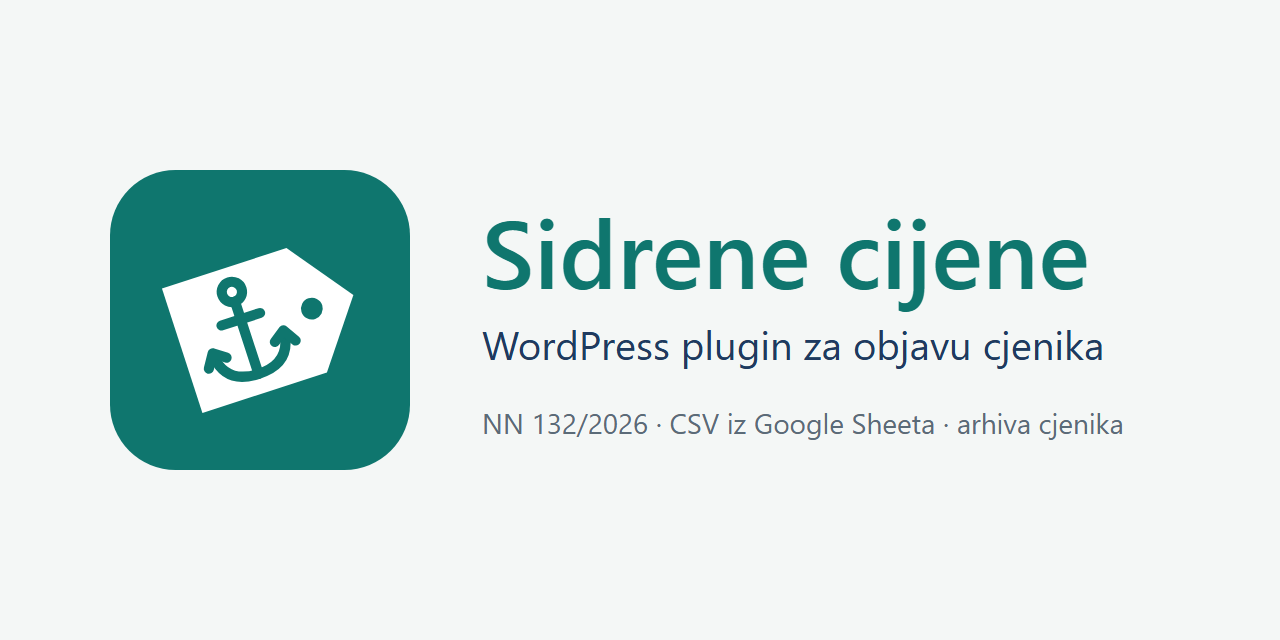 Sidrene cijene
WordPress plugin za objavu cjenika
NN 132/2026 · CSV iz Google Sheeta · arhiva cjenika